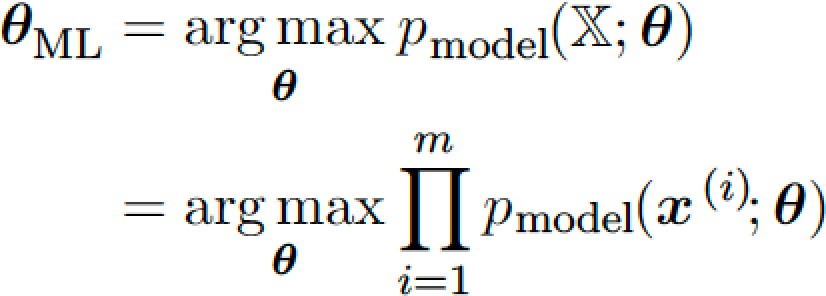 𝜽_ML = arg max_𝜽 p_model(𝕏; 𝜽)
= arg max_𝜽 ∏_{i=1}^{m} p_model(𝒙^(i); 𝜽)